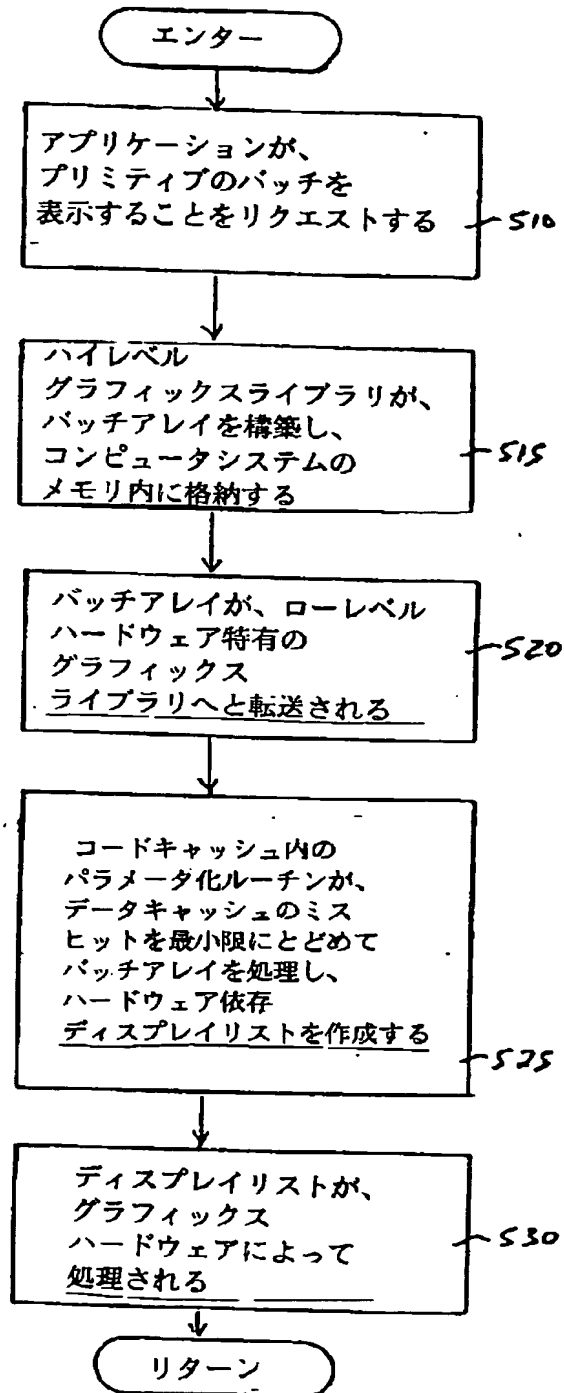 エンター
アプリケーションが、
プリミティブのバッチを
表示することをリクエストする
510
ハイレベル
グラフィックスライブラリが、
バッチアレイを構築し、
コンピュータシステムの
メモリ内に格納する
515
バッチアレイが、ローレベル
ハードウェア特有の
グラフィックス
ライブラリへと転送される
520
コードキャッシュ内の
パラメータ化ルーチンが、
データキャッシュのミス
ヒットを最小限にとどめて
バッチアレイを処理し、
ハードウェア依存
ディスプレイリストを作成する
525
ディスプレイリストが、
グラフィックス
ハードウェアによって
処理される
530
リターン